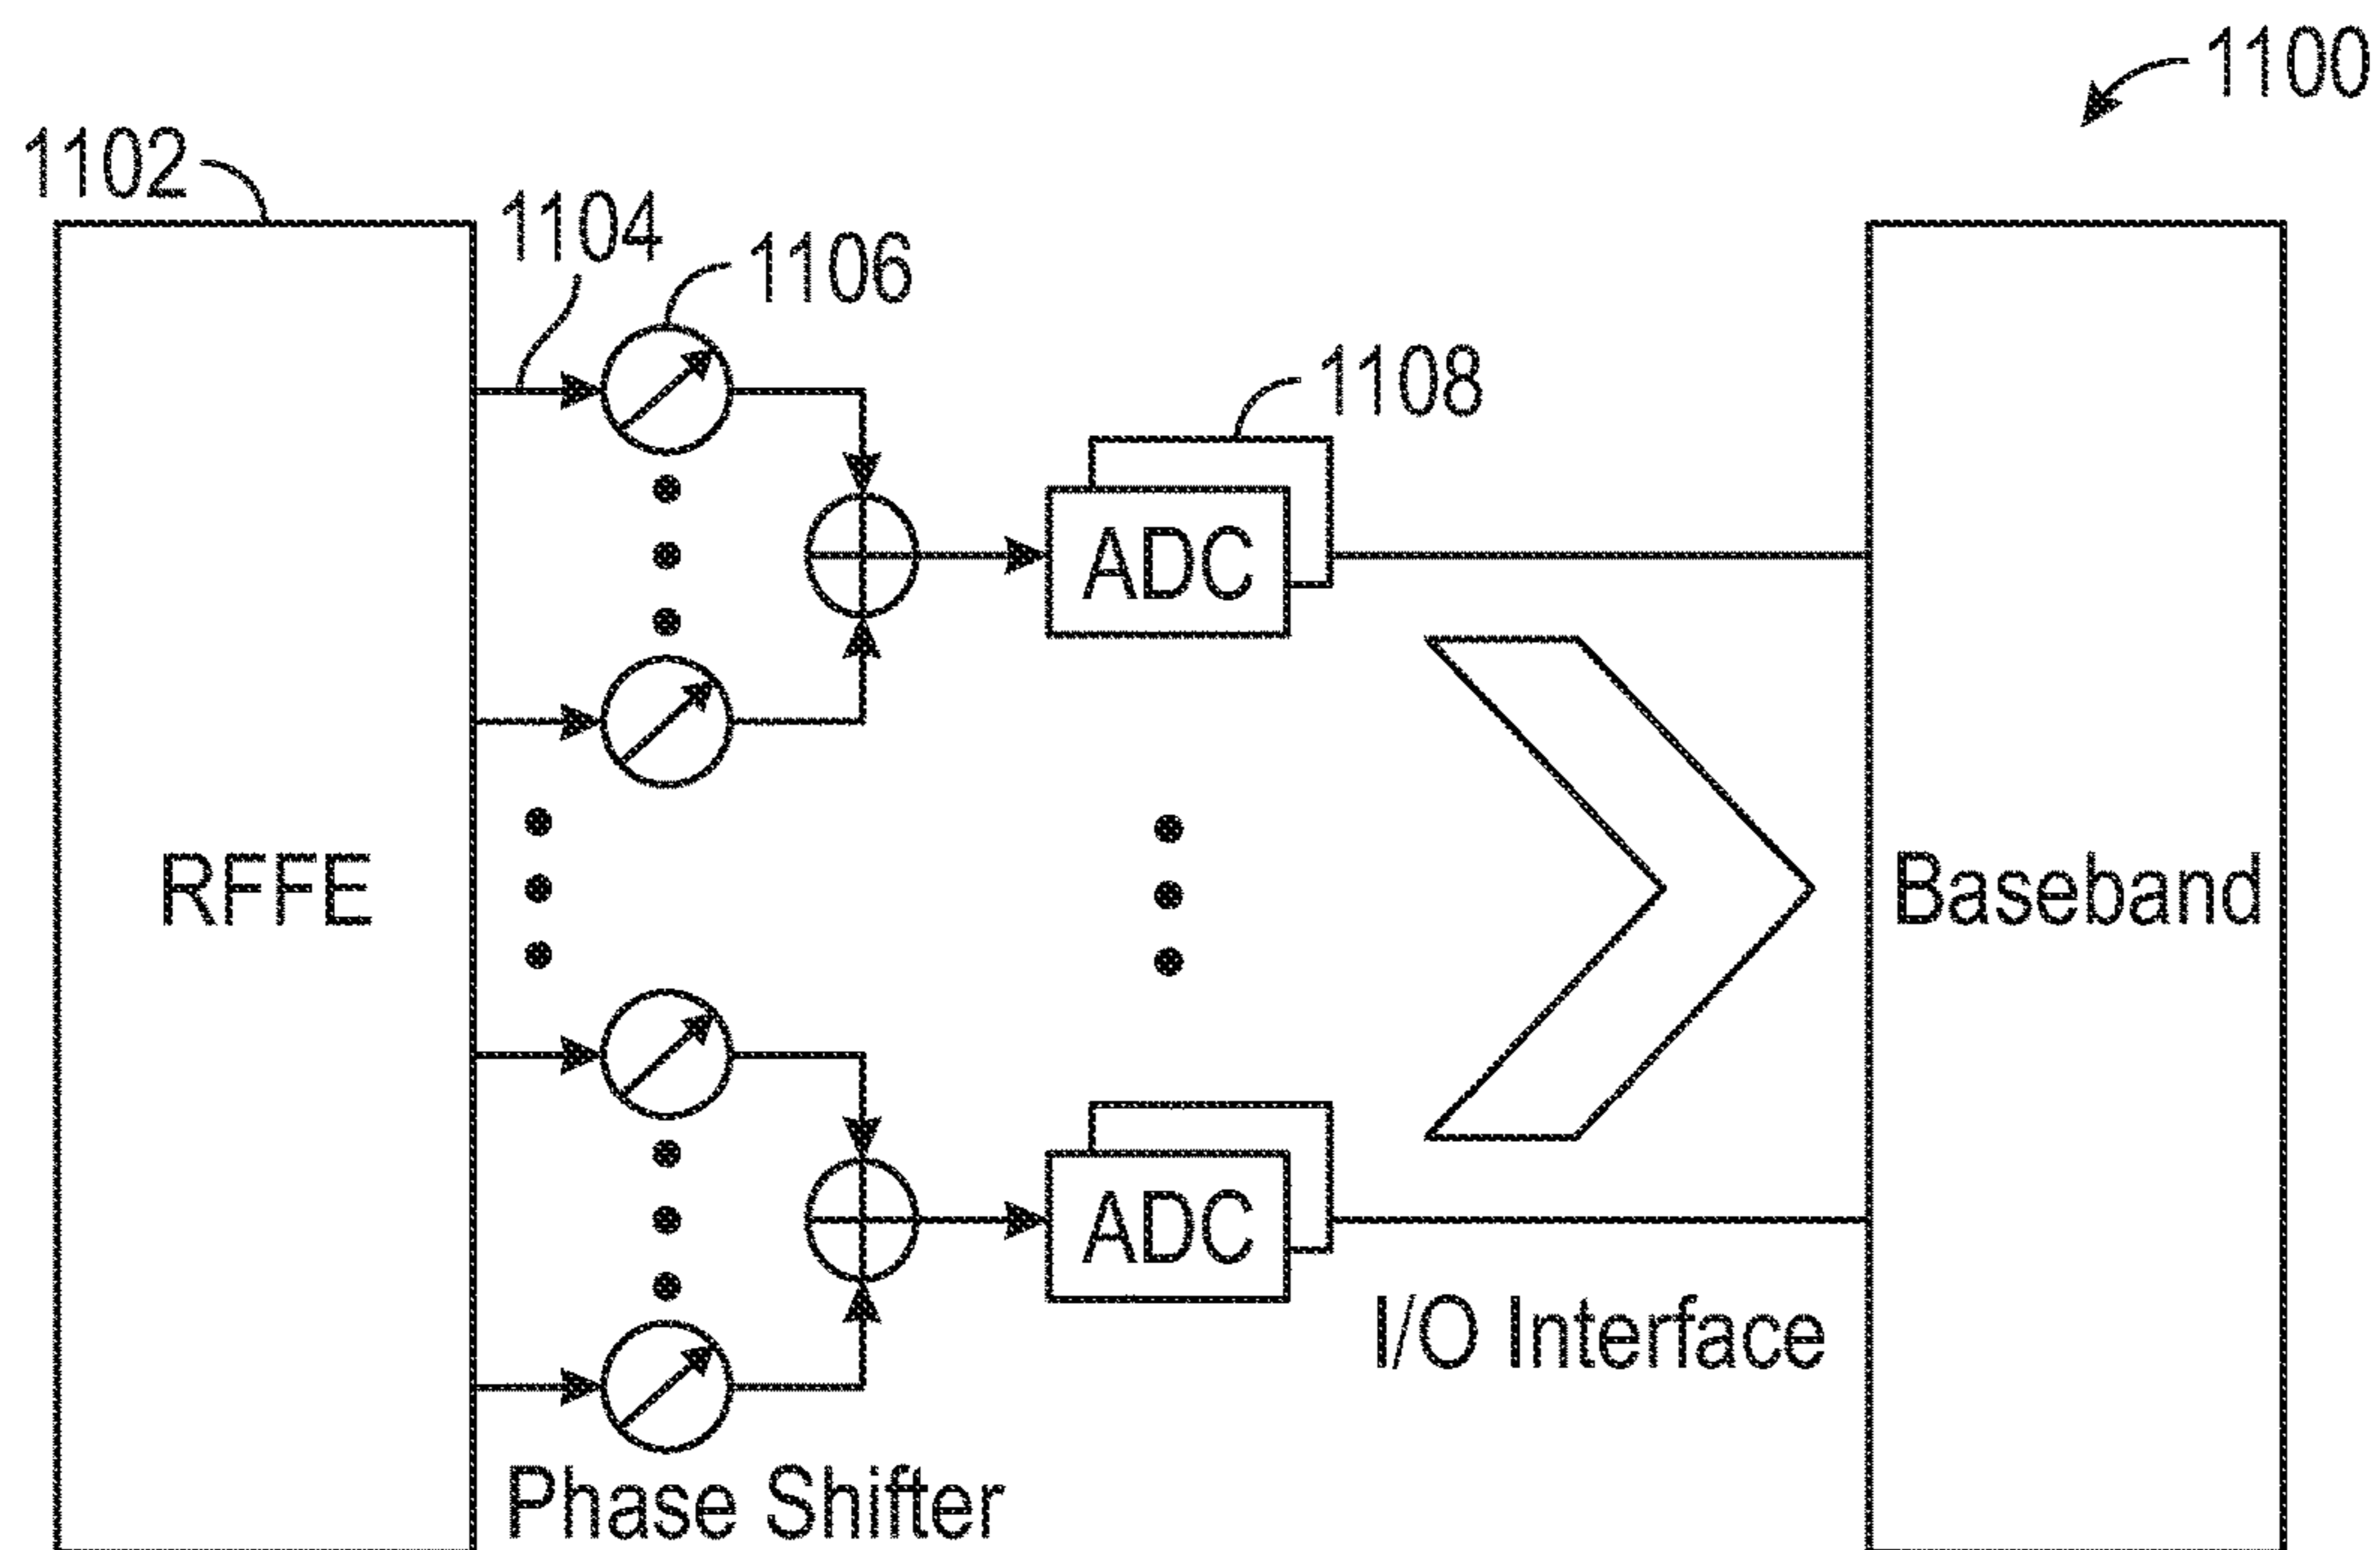 1100
1102
1104
1106
1108
ADC
RFFE
Baseband
ADC
I/O Interface
Phase Shifter